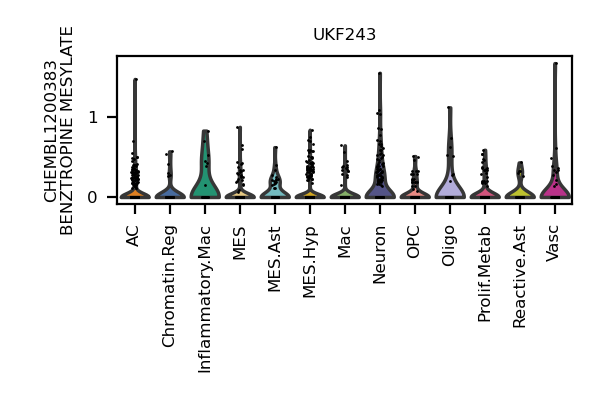 UKF243
CHEMBL1200383
BENZTROPINE MESYLATE
1
0
AC
Chromatin.Reg
Inflammatory.Mac
MES
MES.Ast
MES.Hyp
Mac
Neuron
OPC
Oligo
Prolif.Metab
Reactive.Ast
Vasc